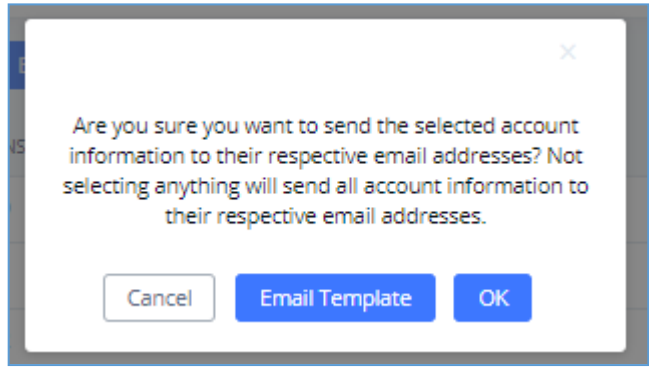 Are you sure you want to send the selected account
information to their respective email addresses? Not
selecting anything will send all account information to
their respective email addresses.
Cancel Email Template OK